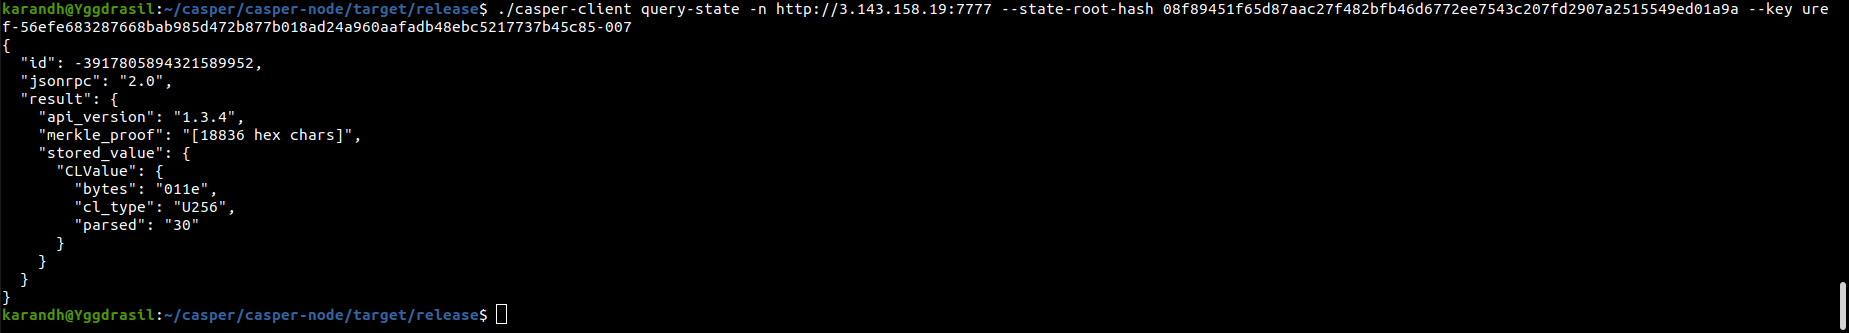 karandh@Yggdrasil:~/casper/casper-node/target/release$ ./casper-client query-state -n http://3.143.158.19:7777 --state-root-hash 08f89451f65d87aac27f482bfb46d6772ee7543c207fd2907a2515549ed01a9a --key ure
f-56efe683287668bab985d472b877b018ad24a960aafadb48ebc5217737b45c85-007
{
  "id": -3917805894321589952,
  "jsonrpc": "2.0",
  "result": {
    "api_version": "1.3.4",
    "merkle_proof": "[18836 hex chars]",
    "stored_value": {
      "CLValue": {
        "bytes": "011e",
        "cl_type": "U256",
        "parsed": "30"
      }
    }
  }
}
karandh@Yggdrasil:~/casper/casper-node/target/release$